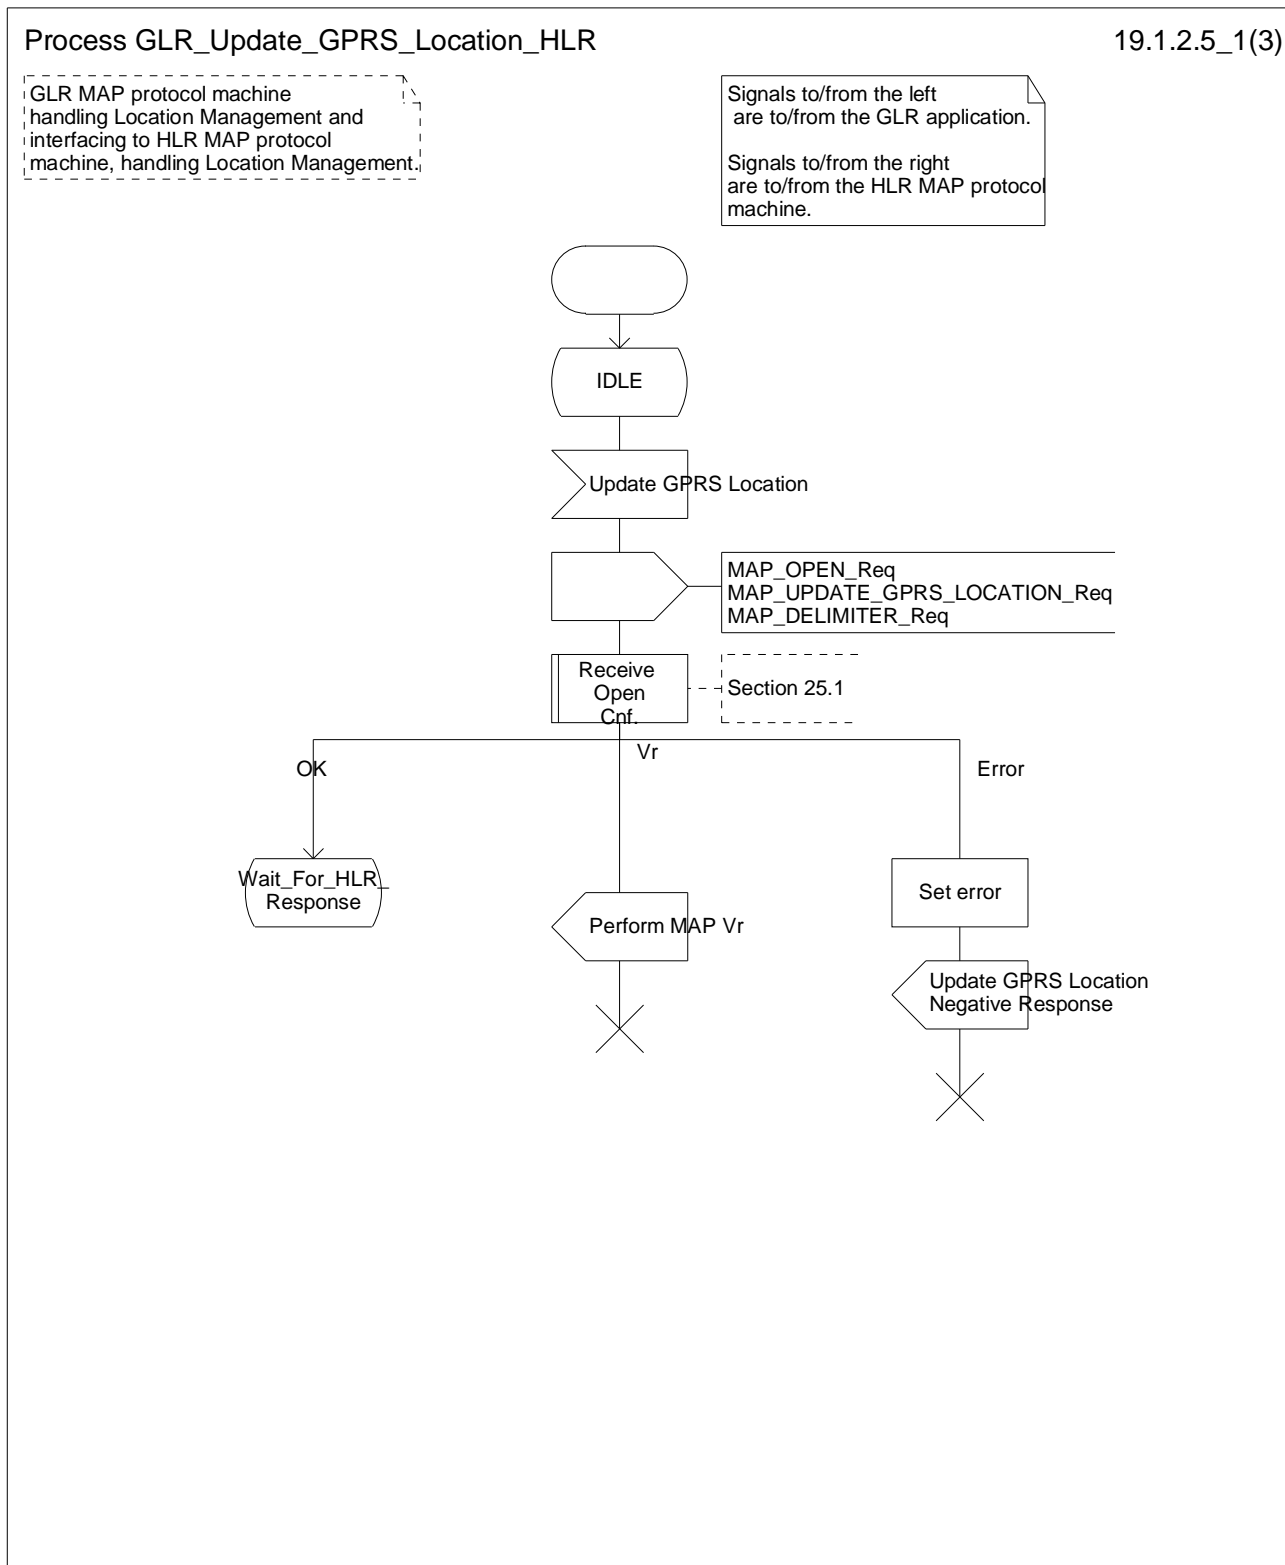 Process GLR_Update_GPRS_Location_HLR
19.1.2.5_1(3)
GLR MAP protocol machine
handling Location Management and
interfacing to HLR MAP protocol
machine, handling Location Management.
Signals to/from the left
are to/from the GLR application.
Signals to/from the right
are to/from the HLR MAP protocol
machine.
IDLE
Update GPRS Location
MAP_OPEN_Req
MAP_UPDATE_GPRS_LOCATION_Req
MAP_DELIMITER_Req
Receive
Open
Cnf.
Section 25.1
OK
Vr
Error
Wait_For_HLR_
Response
Perform MAP Vr
Set error
Update GPRS Location
Negative Response